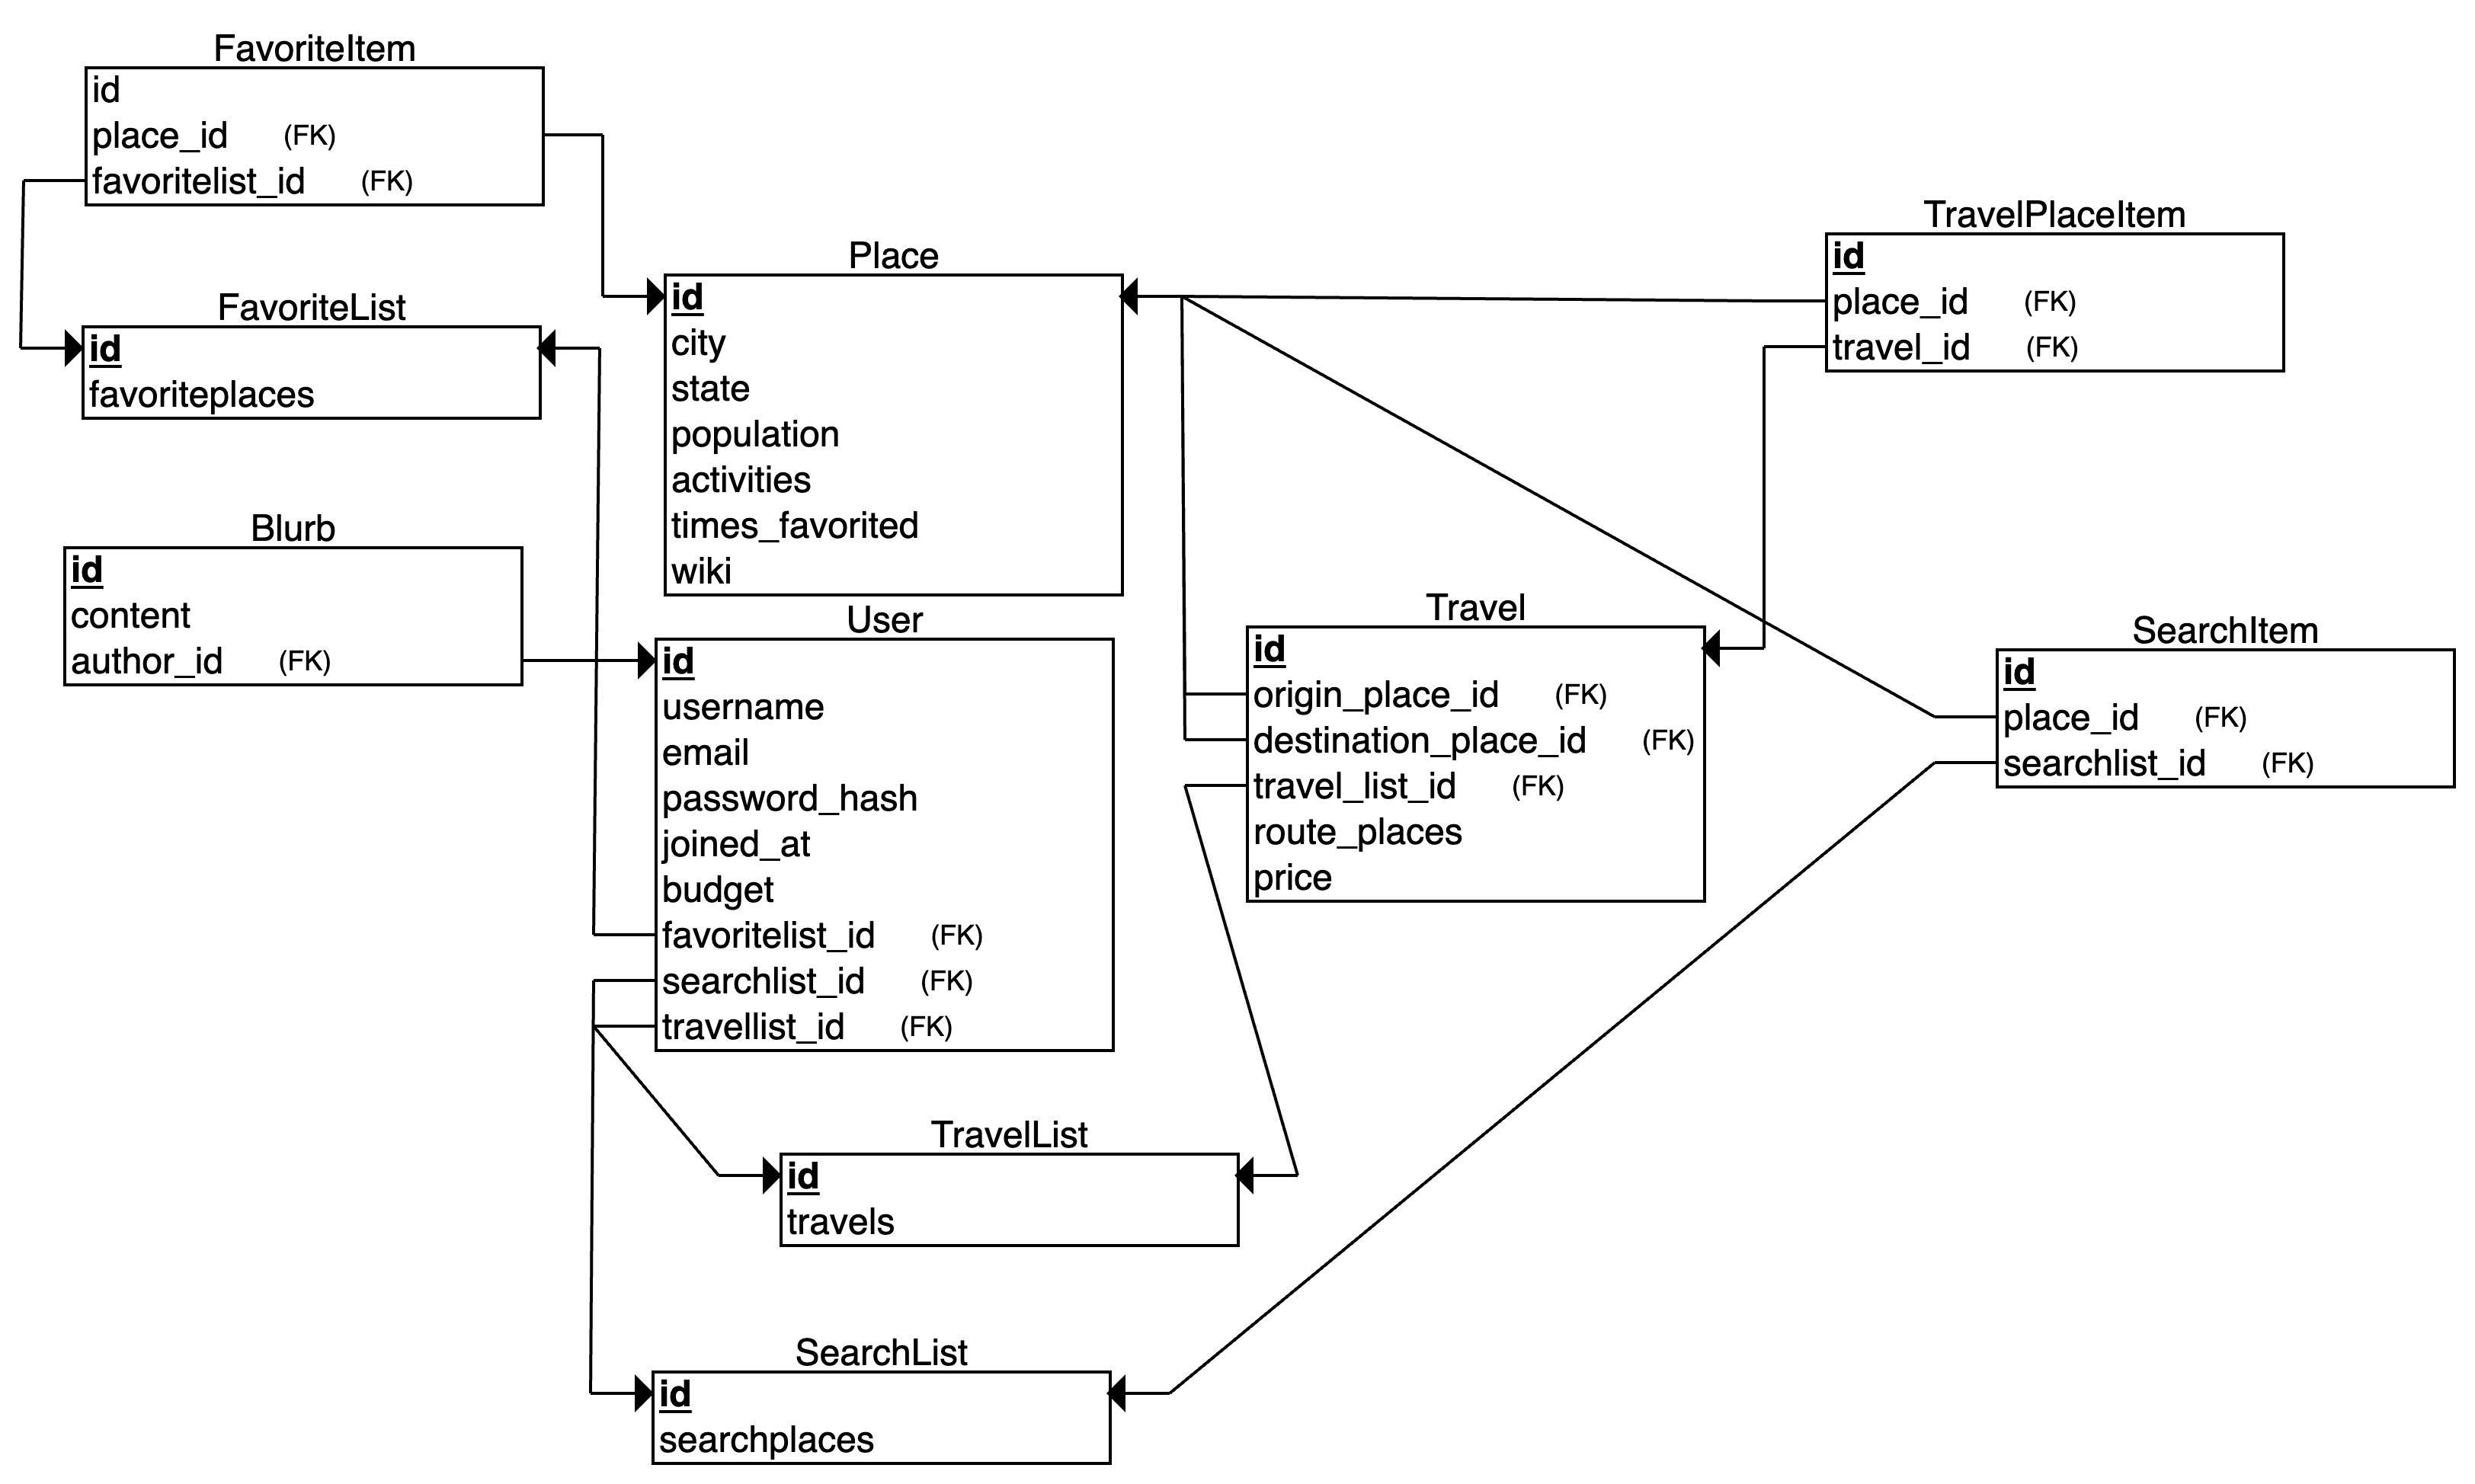 FavoriteItem
id
place_id (FK)
favoritelist_id (FK)
FavoriteList
id
favoriteplaces
Blurb
id
content
author_id (FK)
Place
id
city
state
population
activities
times_favorited
wiki
User
id
username
email
password_hash
joined_at
budget
favoritelist_id (FK)
searchlist_id (FK)
travellist_id (FK)
TravelList
id
travels
SearchList
id
searchplaces
Travel
id
origin_place_id (FK)
destination_place_id (FK)
travel_list_id (FK)
route_places
price
TravelPlaceItem
id
place_id (FK)
travel_id (FK)
SearchItem
id
place_id (FK)
searchlist_id (FK)